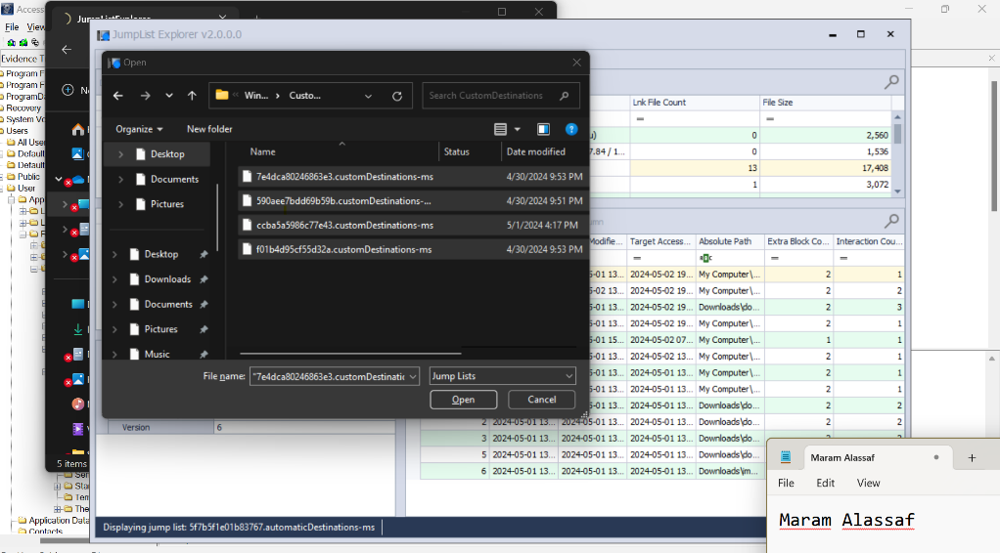 Access
File View
Evidence T
Program F
Program F
ProgramDa
Recovery
System Vo
Users
All User
Default
Default
Public
User
Application Data
Contacts
JumpListExplorer
5 items
JumpList Explorer v2.0.0.0
Open
Win... > Custo...
Search CustomDestinations
Organize
New folder
Desktop
Documents
Pictures
Desktop
Downloads
Documents
Pictures
Music
Name Status Date modified
7e4dca80246863e3.customDestinations-ms 4/30/2024 9:53 PM
590aee7bdd69b59b.customDestinations-... 4/30/2024 9:51 PM
ccba5a5986c77e43.customDestinations-ms 5/1/2024 4:17 PM
f01b4d95cf55d32a.customDestinations-ms 4/30/2024 9:53 PM
File name: "7e4dca80246863e3.customDestinatic Jump Lists
Open Cancel
Lnk File Count File Size
= =
0 2,560
7.84 / 1... 0 1,536
13 17,408
1 3,072
Modifie... Target Access... Absolute Path Extra Block Co... Interaction Cou...
5-01 13... 2024-05-02 19... My Computer\... 2 1
5-02 13... 2024-05-02 19... My Computer\... 2 2
5-01 13... 2024-05-02 19... Downloads\do... 2 3
5-01 13... 2024-05-02 19... My Computer\... 2 1
5-01 15... 2024-05-02 07... My Computer\... 1 1
5-01 13... 2024-05-01 13... My Computer\... 2 2
5-01 13... 2024-05-01 13... My Computer\... 2 1
5-01 13... 2024-05-01 13... My Computer\... 2 1
5-01 13... 2024-05-01 13... Downloads\do... 2 2
2 2024-05-01 13... 2024-05-01 13... 2024-05-01 13... Downloads\do... 2 2
3 2024-05-01 13... 2024-05-01 13... 2024-05-01 13... Downloads\do...
5 2024-05-01 13... 2024-05-01 13... 2024-05-01 13... Downloads\do...
6 2024-05-01 13... 2024-05-01 13... 2024-05-01 13... Downloads\m...
Version 6
Displaying jump list: 5f7b5f1e01b83767.automaticDestinations-ms
Maram Alassaf
File Edit View
Maram Alassaf